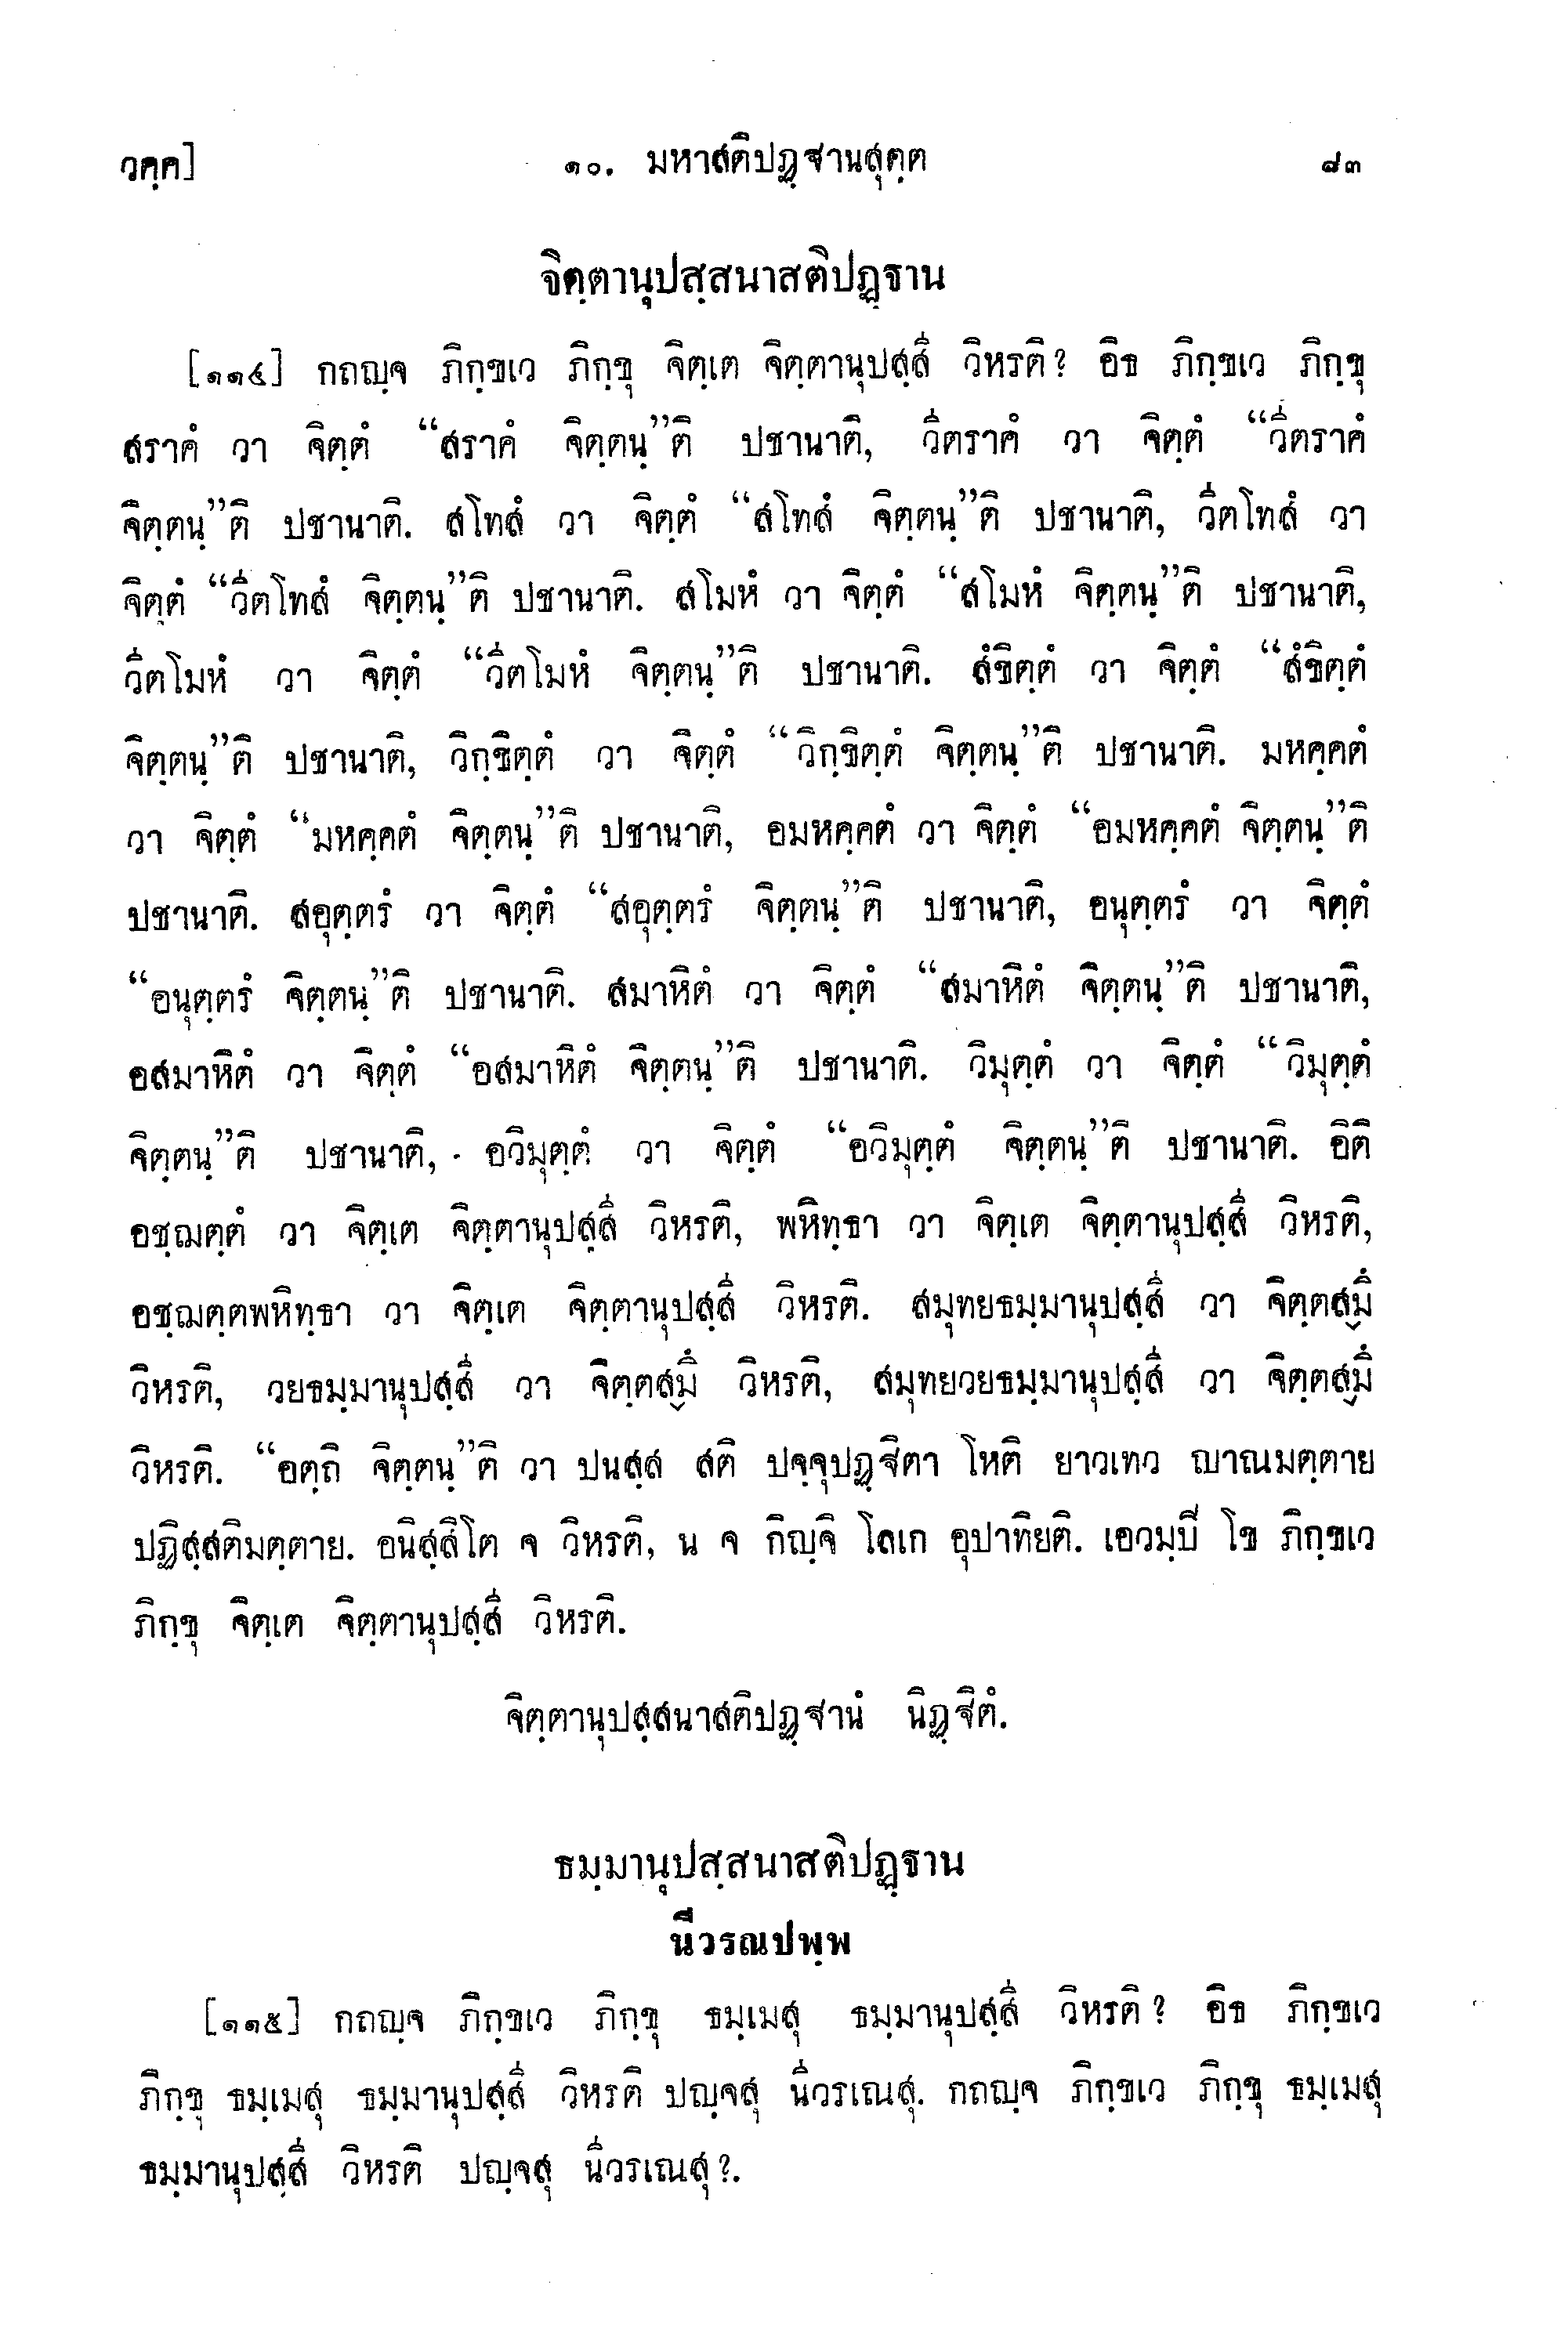 วคฺค]
๑๐. มหาสติปฏฺฐานสุตฺต
๘๓
จิตฺตานุปสฺสนาสติปฏฺฐาน
[๑๑๔] กถญฺจ ภิกฺขเว ภิกฺขุ จิตฺเต จิตฺตานุปสฺสี วิหรติ? อิธ ภิกฺขเว ภิกฺขุ
สราคํ วา จิตฺตํ “สราคํ จิตฺตนฺ”ติ ปชานาติ, วีตราคํ วา จิตฺตํ “วีตราคํ
จิตฺตนฺ”ติ ปชานาติ. สโทสํ วา จิตฺตํ “สโทสํ จิตฺตนฺ”ติ ปชานาติ, วีตโทสํ วา
จิตฺตํ “วีตโทสํ จิตฺตนฺ”ติ ปชานาติ. สโมหํ วา จิตฺตํ “สโมหํ จิตฺตนฺ”ติ ปชานาติ,
วีตโมหํ วา จิตฺตํ “วีตโมหํ จิตฺตนฺ”ติ ปชานาติ. สํขิตฺตํ วา จิตฺตํ “สํขิตฺตํ
จิตฺตนฺ”ติ ปชานาติ, วิกฺขิตฺตํ วา จิตฺตํ “วิกฺขิตฺตํ จิตฺตนฺ”ติ ปชานาติ. มหคฺคตํ
วา จิตฺตํ “มหคฺคตํ จิตฺตนฺ”ติ ปชานาติ, อมหคฺคตํ วา จิตฺตํ “อมหคฺคตํ จิตฺตนฺ”ติ
ปชานาติ. สอุตฺตรํ วา จิตฺตํ “สอุตฺตรํ จิตฺตนฺ”ติ ปชานาติ, อนุตฺตรํ วา จิตฺตํ
“อนุตฺตรํ จิตฺตนฺ”ติ ปชานาติ. สมาหิตํ วา จิตฺตํ “สมาหิตํ จิตฺตนฺ”ติ ปชานาติ,
อสมาหิตํ วา จิตฺตํ “อสมาหิตํ จิตฺตนฺ”ติ ปชานาติ. วิมุตฺตํ วา จิตฺตํ “วิมุตฺตํ
จิตฺตนฺ”ติ ปชานาติ, อวิมุตฺตํ วา จิตฺตํ “อวิมุตฺตํ จิตฺตนฺ”ติ ปชานาติ. อิติ
อชฺฌตฺตํ วา จิตฺเต จิตฺตานุปสฺสี วิหรติ, พหิทฺธา วา จิตฺเต จิตฺตานุปสฺสี วิหรติ,
อชฺฌตฺตพหิทฺธา วา จิตฺเต จิตฺตานุปสฺสี วิหรติ. สมุทยธมฺมานุปสฺสี วา จิตฺตสฺมึ
วิหรติ, วยธมฺมานุปสฺสี วา จิตฺตสฺมึ วิหรติ, สมุทยวยธมฺมานุปสฺสี วา จิตฺตสฺมึ
วิหรติ. “อตฺถิ จิตฺตนฺ”ติ วา ปนสฺส สติ ปจฺจุปฏฺฐิตา โหติ ยาวเทว ญาณมตฺตาย
ปฏิสฺสติมตฺตาย. อนิสฺสิโต จ วิหรติ, น จ กิญฺจิ โลเก อุปาทิยติ. เอวมฺปี โข ภิกฺขเว
ภิกฺขุ จิตฺเต จิตฺตานุปสฺสี วิหรติ.
จิตฺตานุปสฺสนาสติปฏฺฐานํ นิฏฺฐิตํ.
ธมฺมานุปสฺสนาสติปฏฺฐาน
นีวรณปพฺพ
[๑๑๕] กถญฺจ ภิกฺขเว ภิกฺขุ ธมฺเมสุ ธมฺมานุปสฺสี วิหรติ? อิธ ภิกฺขเว
ภิกฺขุ ธมฺเมสุ ธมฺมานุปสฺสี วิหรติ ปญฺจสุ นีวรเณสุ. กถญฺจ ภิกฺขเว ภิกฺขุ ธมฺเมสุ
ธมฺมานุปสฺสี วิหรติ ปญฺจสุ นีวรเณสุ?.